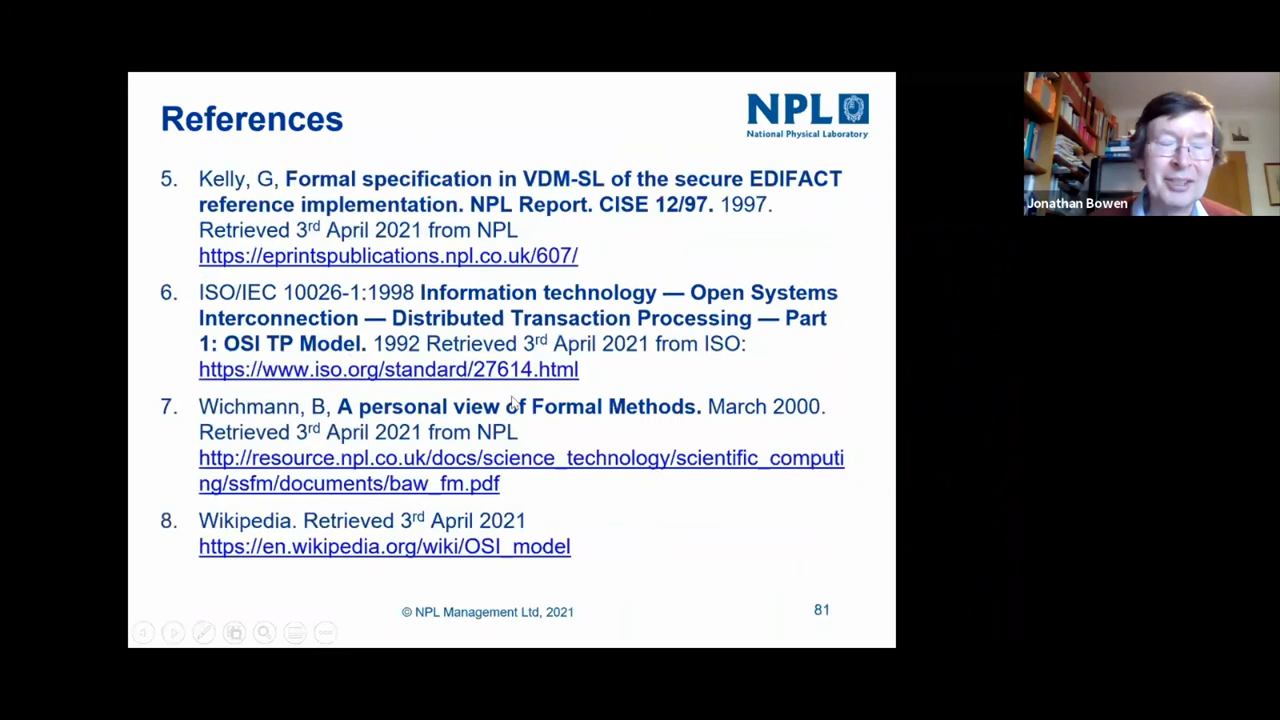 References
NPL
National Physical Laboratory
5. Kelly, G, Formal specification in VDM-SL of the secure EDIFACT
reference implementation. NPL Report. CISE 12/97. 1997.
Retrieved 3rd April 2021 from NPL
https://eprintspublications.npl.co.uk/607/
6. ISO/IEC 10026-1:1998 Information technology — Open Systems
Interconnection — Distributed Transaction Processing — Part
1: OSI TP Model. 1992 Retrieved 3rd April 2021 from ISO:
https://www.iso.org/standard/27614.html
7. Wichmann, B, A personal view of Formal Methods. March 2000.
Retrieved 3rd April 2021 from NPL
http://resource.npl.co.uk/docs/science_technology/scientific_computi
ng/ssfm/documents/baw_fm.pdf
8. Wikipedia. Retrieved 3rd April 2021
https://en.wikipedia.org/wiki/OSI_model
© NPL Management Ltd, 2021
81
Jonathan Bowen